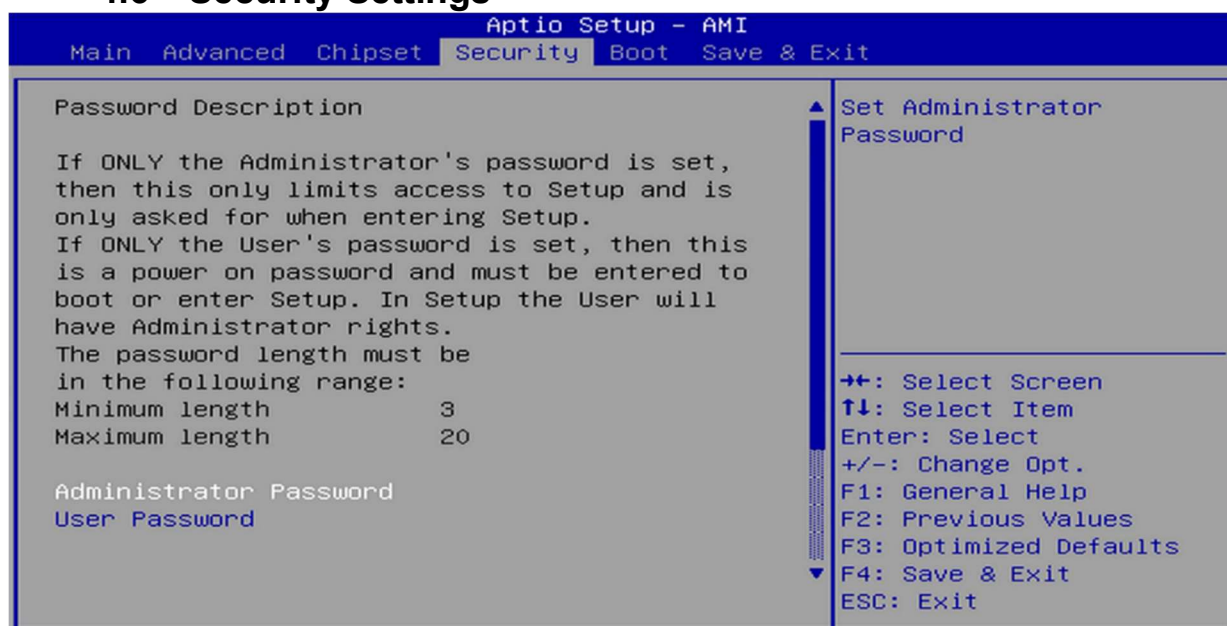 Security Settings
Aptio Setup – AMI
Main Advanced Chipset Security Boot Save & Exit
Password Description
If ONLY the Administrator's password is set,
then this only limits access to Setup and is
only asked for when entering Setup.
If ONLY the User's password is set, then this
is a power on password and must be entered to
boot or enter Setup. In Setup the User will
have Administrator rights.
The password length must be
in the following range:
Minimum length 3
Maximum length 20
Administrator Password
User Password
Set Administrator
Password
→←: Select Screen
↑↓: Select Item
Enter: Select
+/-: Change Opt.
F1: General Help
F2: Previous Values
F3: Optimized Defaults
F4: Save & Exit
ESC: Exit